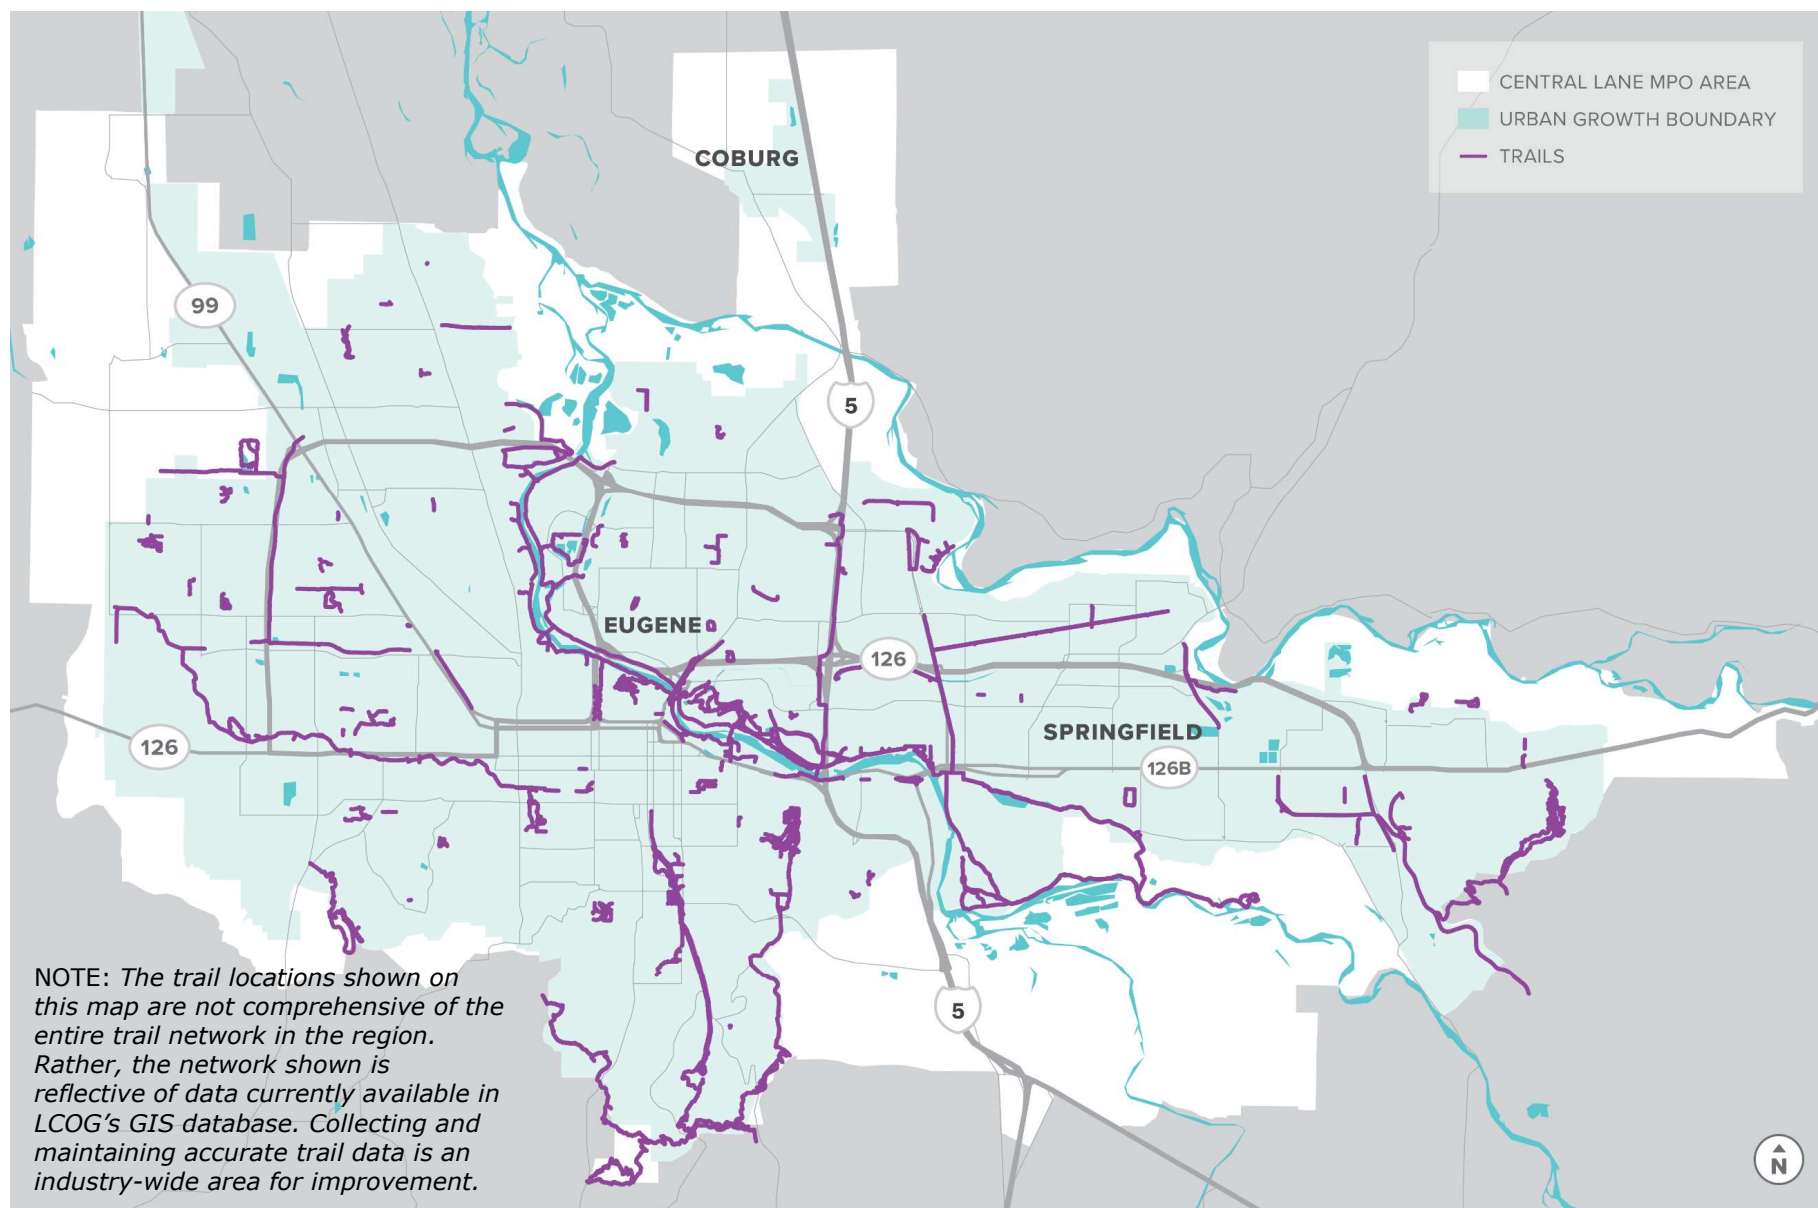 CENTRAL LANE MPO AREA
URBAN GROWTH BOUNDARY
TRAILS
COBURG
99
5
EUGENE
126
SPRINGFIELD
126
126B
5
NOTE: The trail locations shown on
this map are not comprehensive of the
entire trail network in the region.
Rather, the network shown is
reflective of data currently available in
LCOG’s GIS database. Collecting and
maintaining accurate trail data is an
industry-wide area for improvement.
N